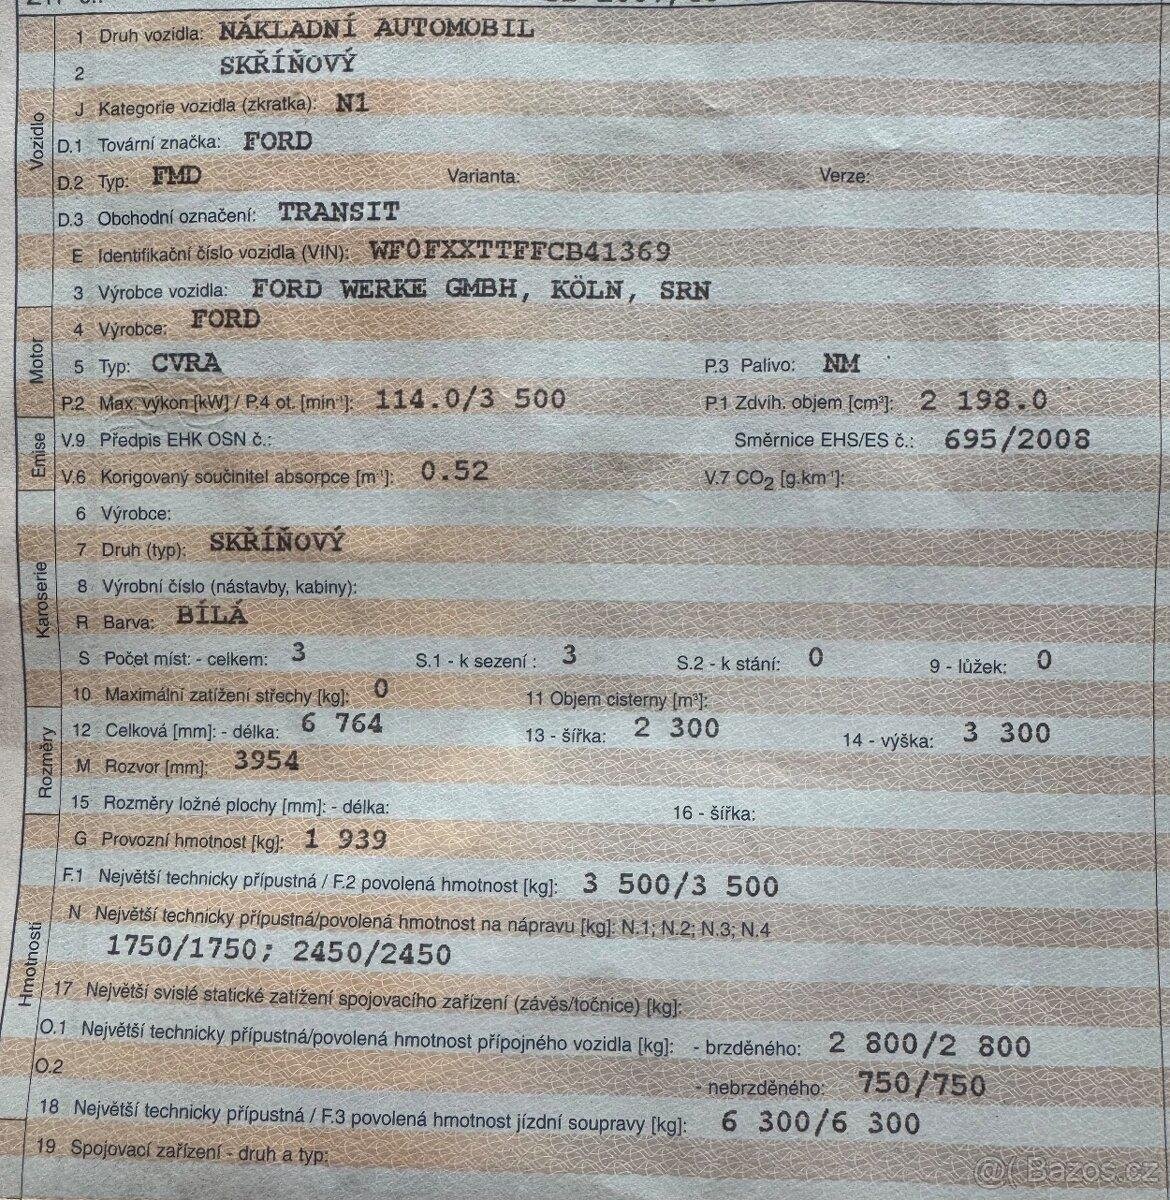 1 Druh vozidla: NÁKLADNÍ AUTOMOBIL
2 SKŘÍŇOVÝ
J Kategorie vozidla (zkratka): N1
D.1 Tovární značka: FORD
D.2 Typ: FMD Varianta: Verze:
D.3 Obchodní označení: TRANSIT
E Identifikační číslo vozidla (VIN): WF0FXXTTFFCB41369
3 Výrobce vozidla: FORD WERKE GMBH, KÖLN, SRN
4 Výrobce: FORD
5 Typ: CVRA P.3 Palivo: NM
P.2 Max. výkon [kW] / P.4 ot. [min⁻¹]: 114.0/3 500 P.1 Zdvih. objem [cm³]: 2 198.0
V.9 Předpis EHK OSN č.: Směrnice EHS/ES č.: 695/2008
V.6 Korigovaný součinitel absorpce [m⁻¹]: 0.52 V.7 CO₂ [g.km⁻¹]:
6 Výrobce:
7 Druh (typ): SKŘÍŇOVÝ
8 Výrobní číslo (nástavby, kabiny):
R Barva: BÍLÁ
S Počet míst: - celkem: 3 S.1 - k sezení : 3 S.2 - k stání: 0 9 - lůžek: 0
10 Maximální zatížení střechy [kg]: 0 11 Objem cisterny [m³]:
12 Celková [mm]: - délka: 6 764 13 - šířka: 2 300 14 - výška: 3 300
M Rozvor [mm]: 3954
15 Rozměry ložné plochy [mm]: - délka: 16 - šířka:
G Provozní hmotnost [kg]: 1 939
F.1 Největší technicky přípustná / F.2 povolená hmotnost [kg]: 3 500/3 500
N Největší technicky přípustná/povolená hmotnost na nápravu [kg]: N.1; N.2; N.3; N.4
1750/1750; 2450/2450
17 Největší svislé statické zatížení spojovacího zařízení (závěs/točnice) [kg]:
O.1 Největší technicky přípustná/povolená hmotnost přípojného vozidla [kg]: - brzděného: 2 800/2 800
O.2 - nebrzděného: 750/750
18 Největší technicky přípustná / F.3 povolená hmotnost jízdní soupravy [kg]: 6 300/6 300
19 Spojovací zařízení - druh a typ:
Vozidlo
Motor
Emise
Karoserie
Rozměry
Hmotnosti
Bazos.cz